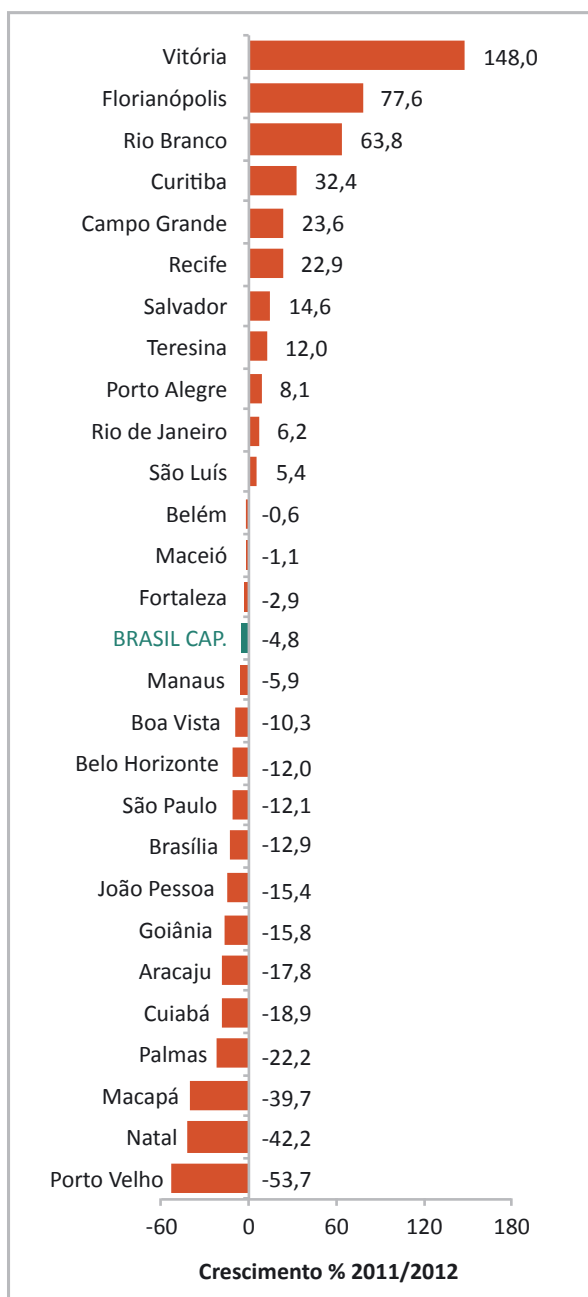 Vitória 148,0
Florianópolis 77,6
Rio Branco 63,8
Curitiba 32,4
Campo Grande 23,6
Recife 22,9
Salvador 14,6
Teresina 12,0
Porto Alegre 8,1
Rio de Janeiro 6,2
São Luís 5,4
Belém -0,6
Maceió -1,1
Fortaleza -2,9
BRASIL CAP. -4,8
Manaus -5,9
Boa Vista -10,3
Belo Horizonte -12,0
São Paulo -12,1
Brasília -12,9
João Pessoa -15,4
Goiânia -15,8
Aracaju -17,8
Cuiabá -18,9
Palmas -22,2
Macapá -39,7
Natal -42,2
Porto Velho -53,7
-60 0 60 120 180
Crescimento % 2011/2012